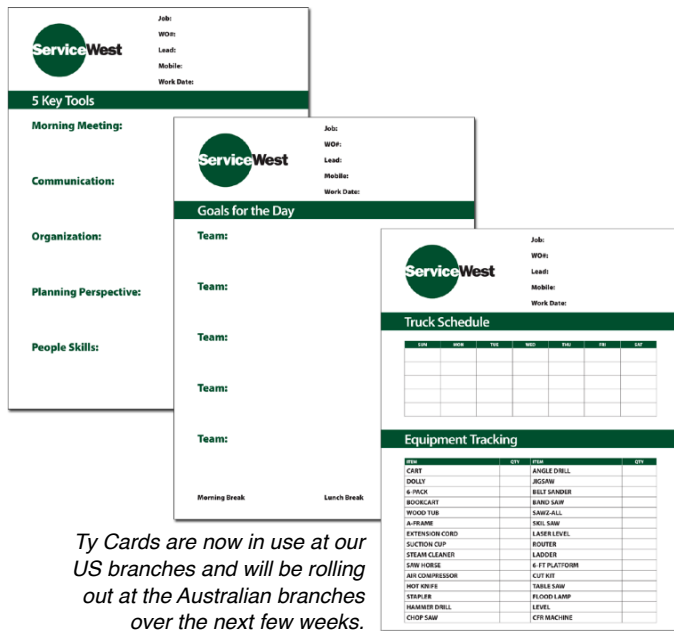 ServiceWest
Job:
WO#:
Lead:
Mobile:
Work Date:
5 Key Tools
Morning Meeting:
Communication:
Organization:
Planning Perspective:
People Skills:
ServiceWest
Job:
WO#:
Lead:
Mobile:
Work Date:
Goals for the Day
Team:
Team:
Team:
Team:
Team:
Morning Break Lunch Break
ServiceWest
Job:
WO#:
Lead:
Mobile:
Work Date:
Truck Schedule
SUN MON TUE WED THU FRI SAT
Equipment Tracking
ITEM QTY ITEM QTY
CART ANGLE DRILL
DOLLY JIGSAW
6-PACK BELT SANDER
BOOKCART BAND SAW
WOOD TUB SAWZ-ALL
A-FRAME SKIL SAW
EXTENSION CORD LASER LEVEL
SUCTION CUP ROUTER
STEAM CLEANER LADDER
SAW HORSE 6-FT PLATFORM
AIR COMPRESSOR CUT KIT
HOT KNIFE TABLE SAW
STAPLER FLOOD LAMP
HAMMER DRILL LEVEL
CHOP SAW CFR MACHINE
Ty Cards are now in use at our
US branches and will be rolling
out at the Australian branches
over the next few weeks.